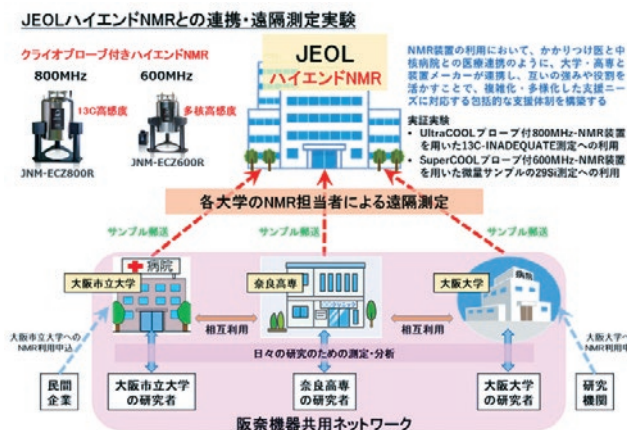 JEOLハイエンドNMRとの連携・遠隔測定実験
クライオプローブ付きハイエンドNMR
800MHz
600MHz
13C高感度
多核高感度
JNM-ECZ800R
JNM-ECZ600R
JEOL
ハイエンドNMR
NMR装置の利用において、かかりつけ医と中
核病院との医療連携のように、大学・高専と
装置メーカーが連携し、互いの強みや役割を
活かすことで、複雑化・多様化した支援ニー
ズに対応する包括的な支援体制を構築する
実証実験
• UltraCOOLプローブ付800MHz-NMR装置
を用いた13C-INADEQUATE測定への利用
• SuperCOOLプローブ付600MHz-NMR装置
を用いた微量サンプルの29Si測定への利用
各大学のNMR担当者による遠隔測定
サンプル郵送
サンプル郵送
サンプル郵送
病院
大阪市立大学
奈良高専
大阪大学
病院
相互利用
相互利用
大阪市立大学への
NMR利用申込
大阪大学へ
NMR利用申
日々の研究のための測定・分析
民間
企業
大阪市立大学
の研究者
奈良高専
の研究者
大阪大学
の研究者
研究
機関
阪奈機器共用ネットワーク